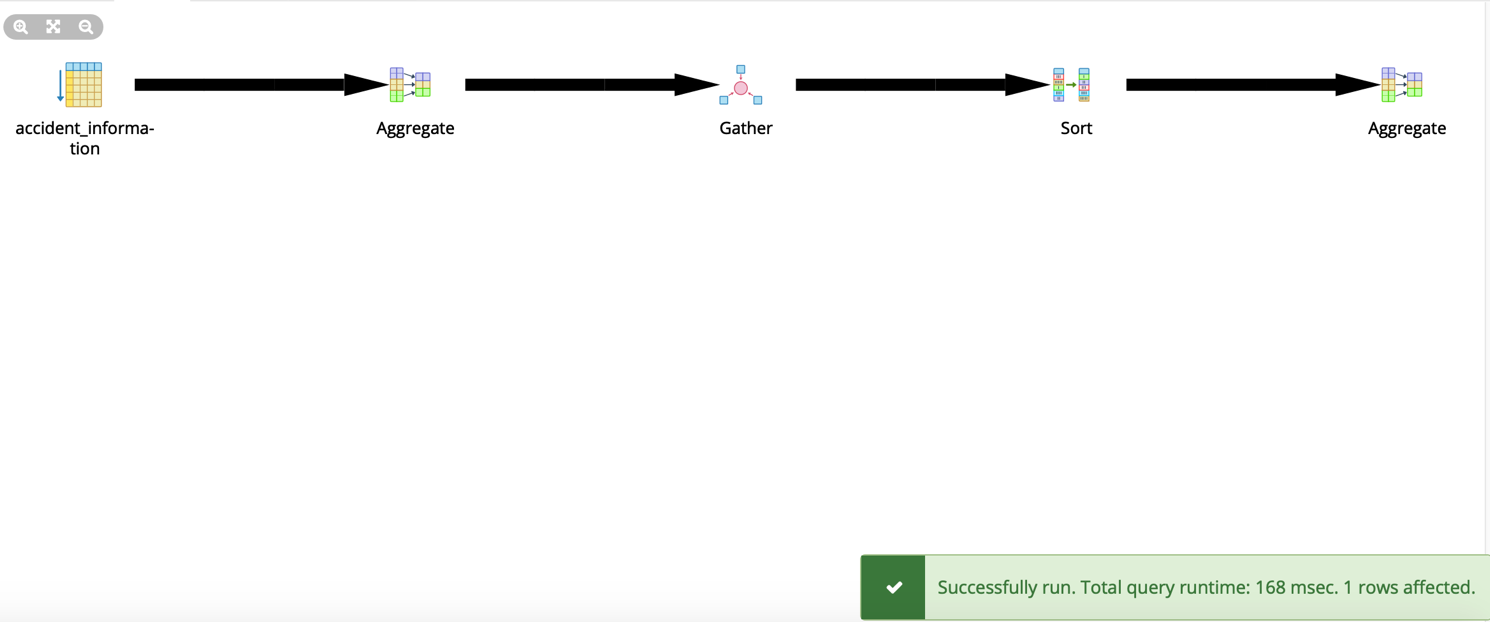 accident_informa-
tion
Aggregate
Gather
Sort
Aggregate
Successfully run. Total query runtime: 168 msec. 1 rows affected.